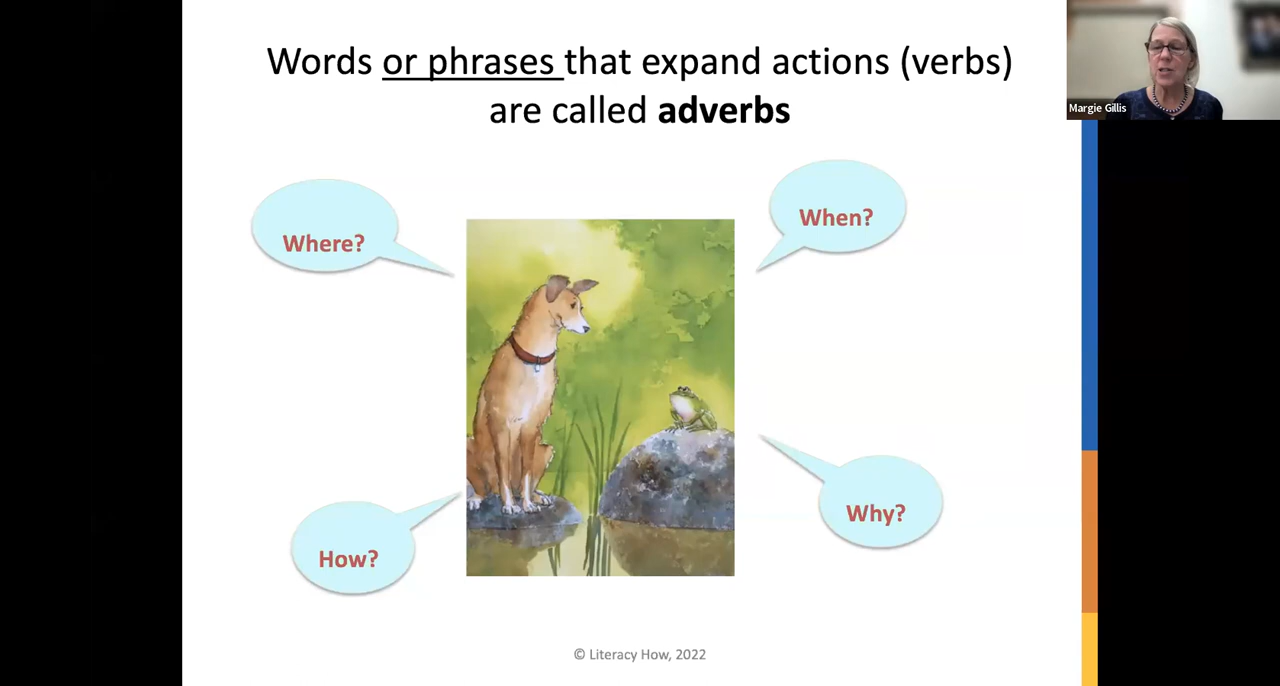 Words or phrases that expand actions (verbs)
are called adverbs
Margie Gillis
Where?
When?
How?
Why?
© Literacy How, 2022